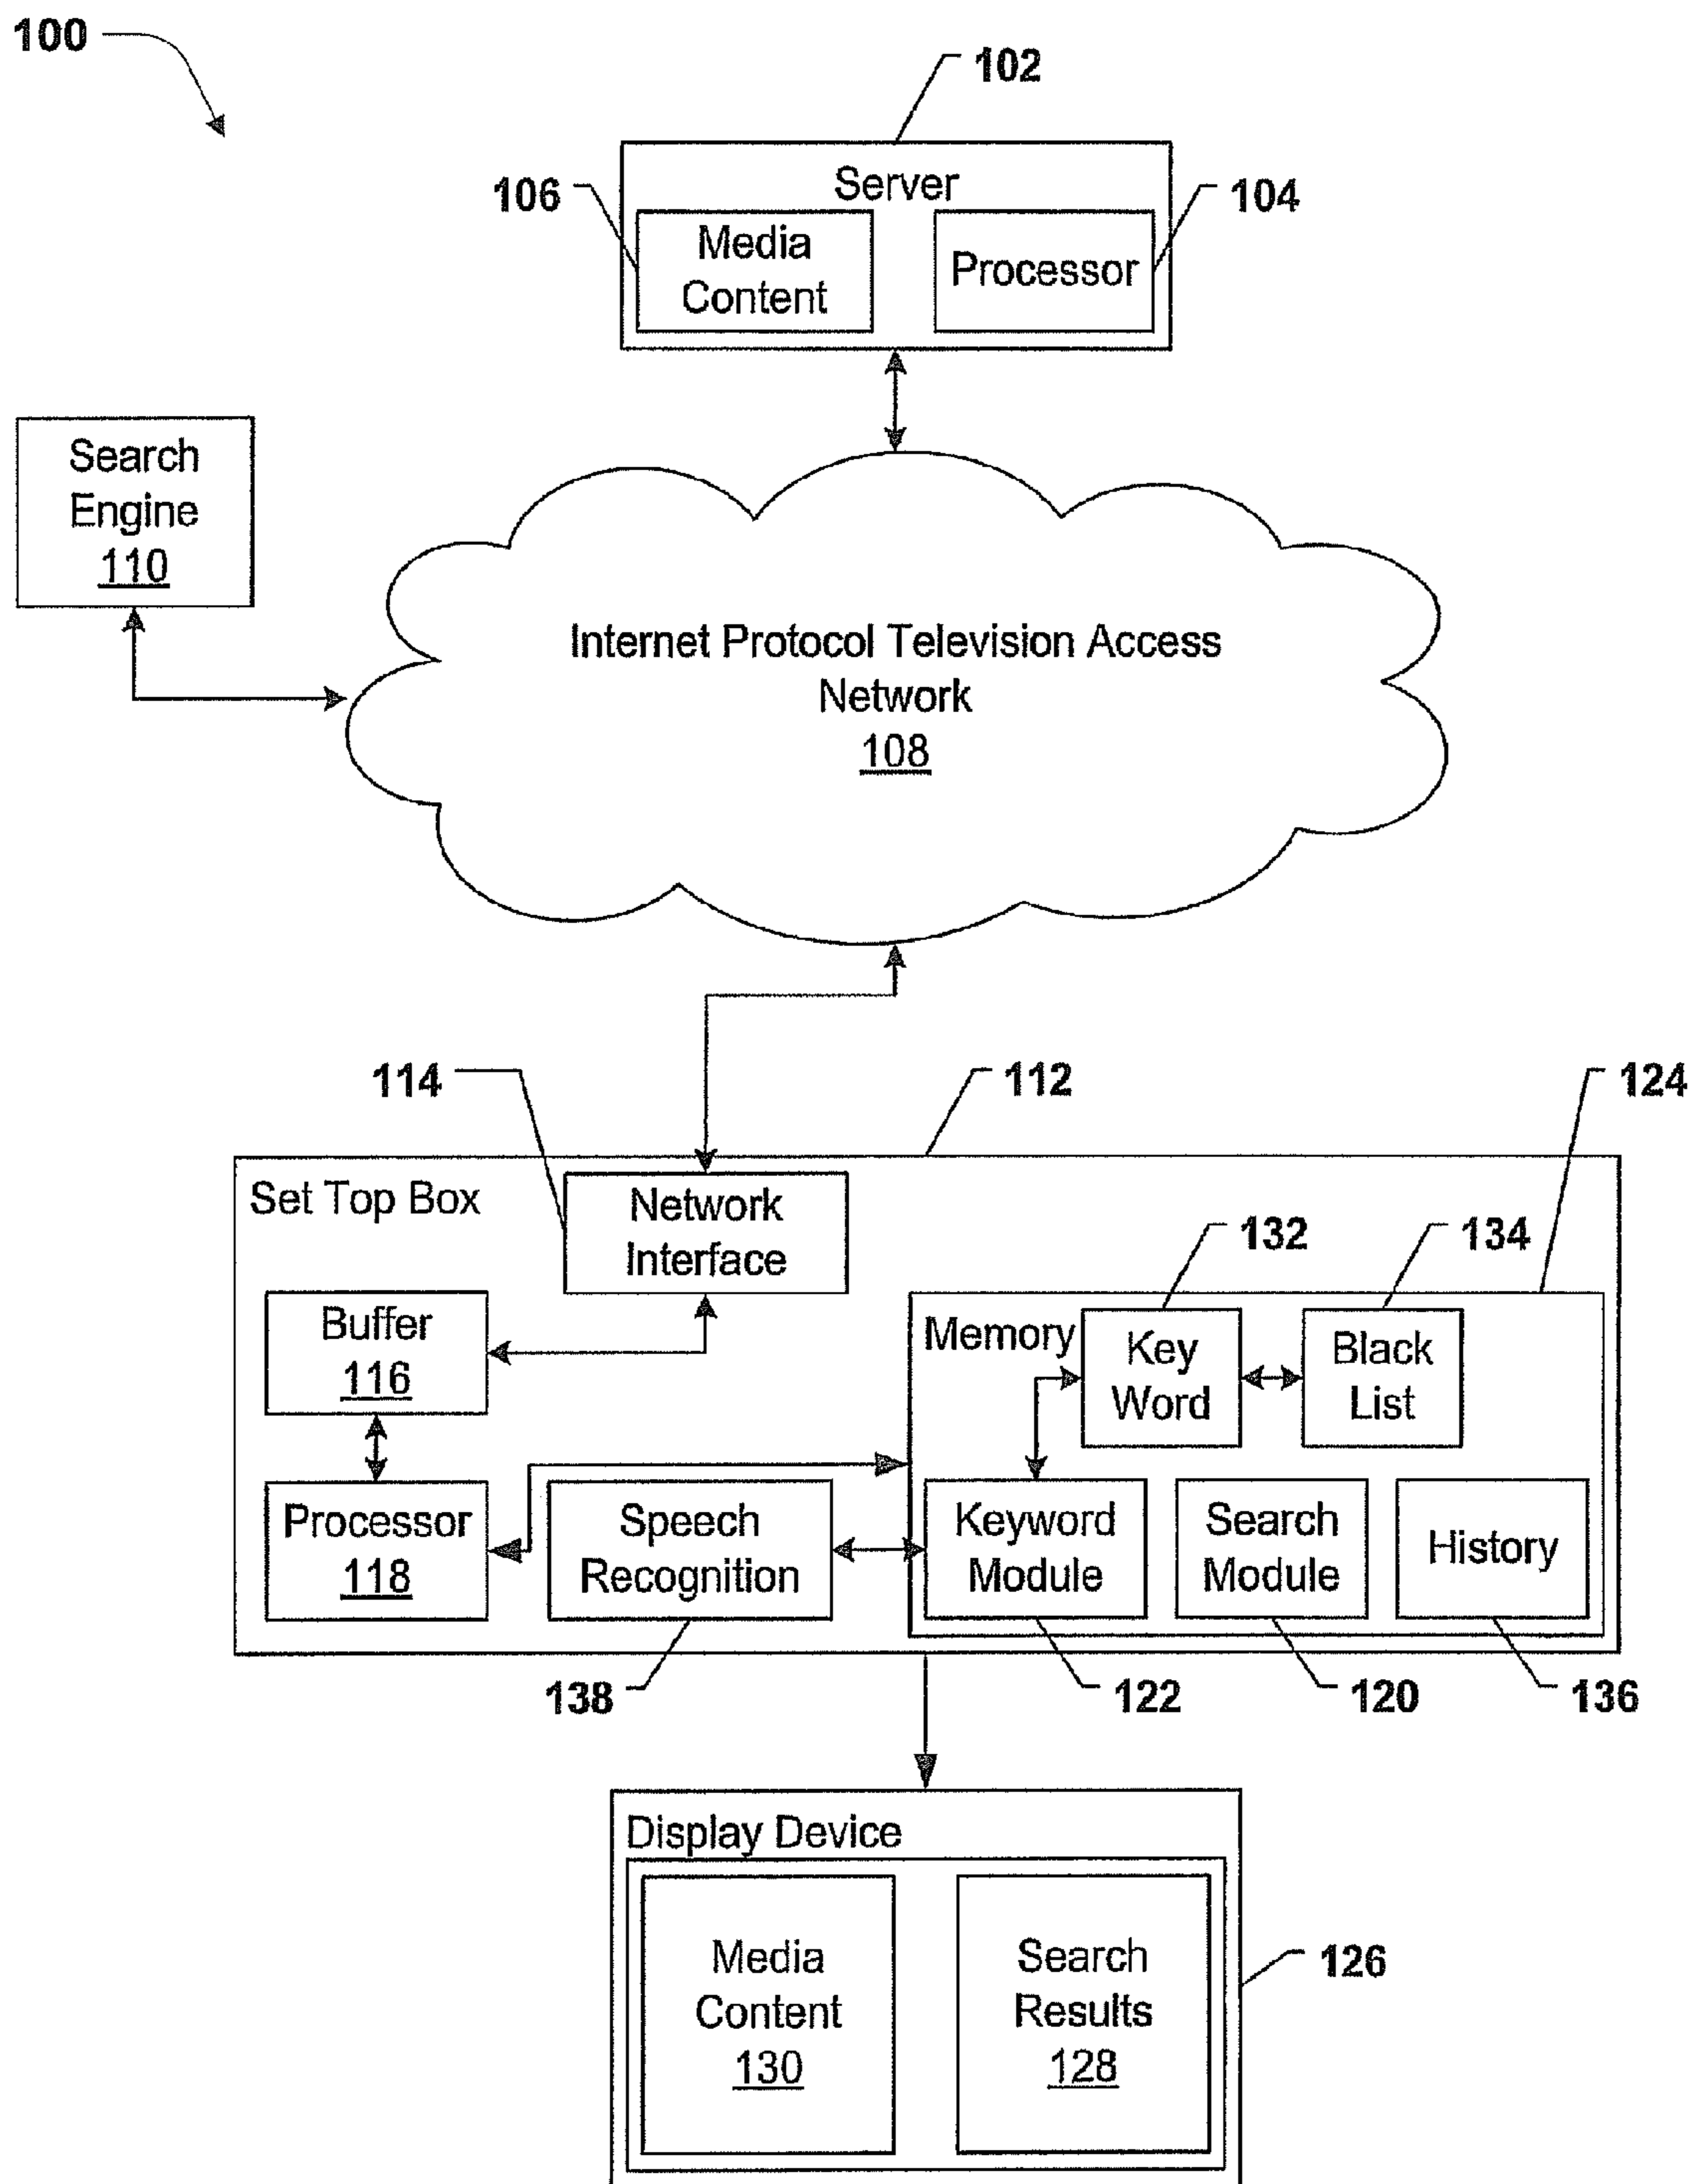 100
102
Server
106
104
Media
Content
Processor
Search
Engine
110
Internet Protocol Television Access
Network
108
114
112
124
Set Top Box
Network
Interface
132
134
Buffer
116
Memory
Key
Word
Black
List
Processor
118
Speech
Recognition
Keyword
Module
Search
Module
History
138
122
120
136
Display Device
Media
Content
130
Search
Results
128
126